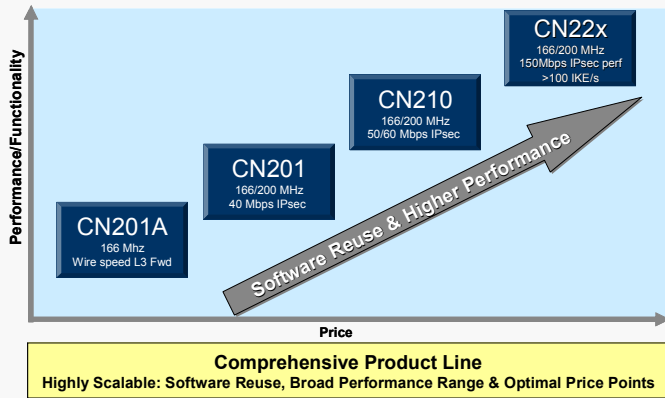 Performance/Functionality
CN22x
166/200 MHz
150Mbps IPsec perf
>100 IKE/s
CN210
166/200 MHz
50/60 Mbps IPsec
CN201
166/200 MHz
40 Mbps IPsec
CN201A
166 Mhz
Wire speed L3 Fwd
Software Reuse & Higher Performance
Price
Comprehensive Product Line
Highly Scalable: Software Reuse, Broad Performance Range & Optimal Price Points